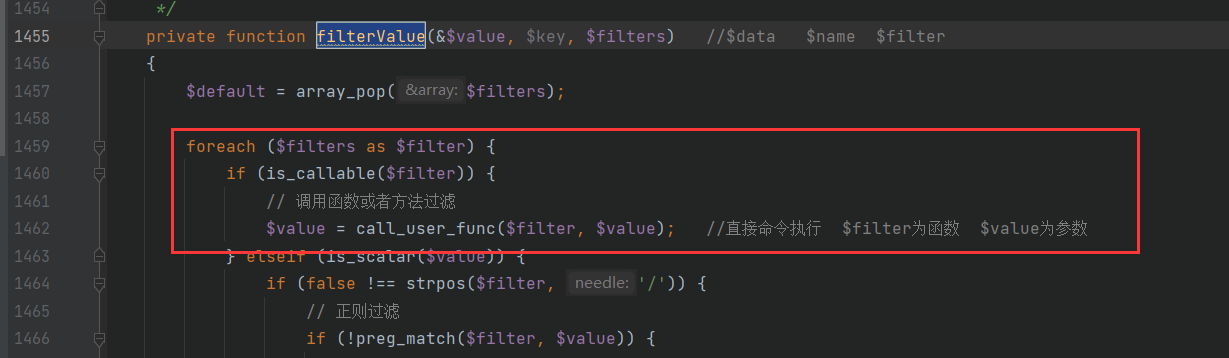 1454 */
1455 private function filterValue(&$value, $key, $filters) //$data $name $filter
1456 {
1457 $default = array_pop( &array: $filters);
1458
1459 foreach ($filters as $filter) {
1460 if (is_callable($filter)) {
1461 // 调用函数或者方法过滤
1462 $value = call_user_func($filter, $value); //直接命令执行 $filter为函数 $value为参数
1463 } elseif (is_scalar($value)) {
1464 if (false !== strpos($filter, needle: '/')) {
1465 // 正则过滤
1466 if (!preg_match($filter, $value)) {